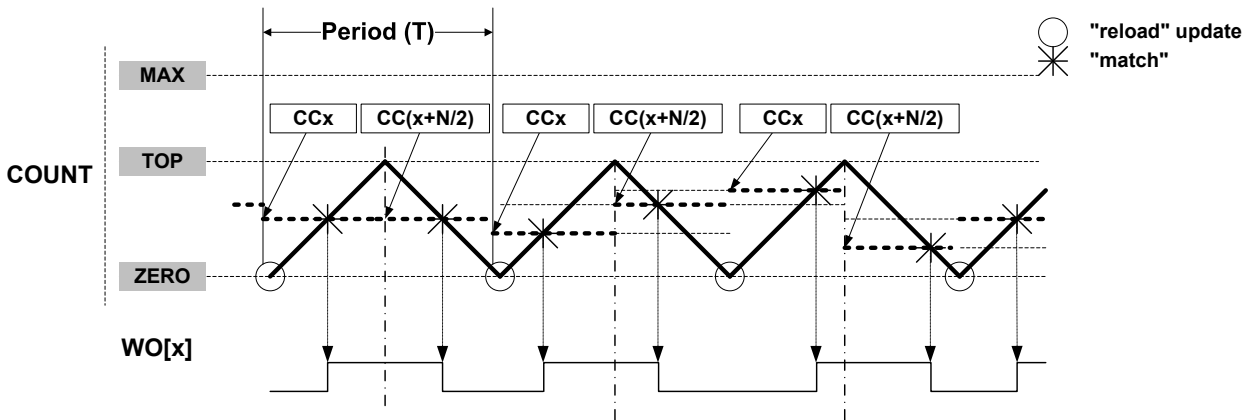 Period (T)
"reload" update
"match"
MAX
CCx
CC(x+N/2)
CCx
CC(x+N/2)
CCx
CC(x+N/2)
COUNT
TOP
ZERO
WO[x]